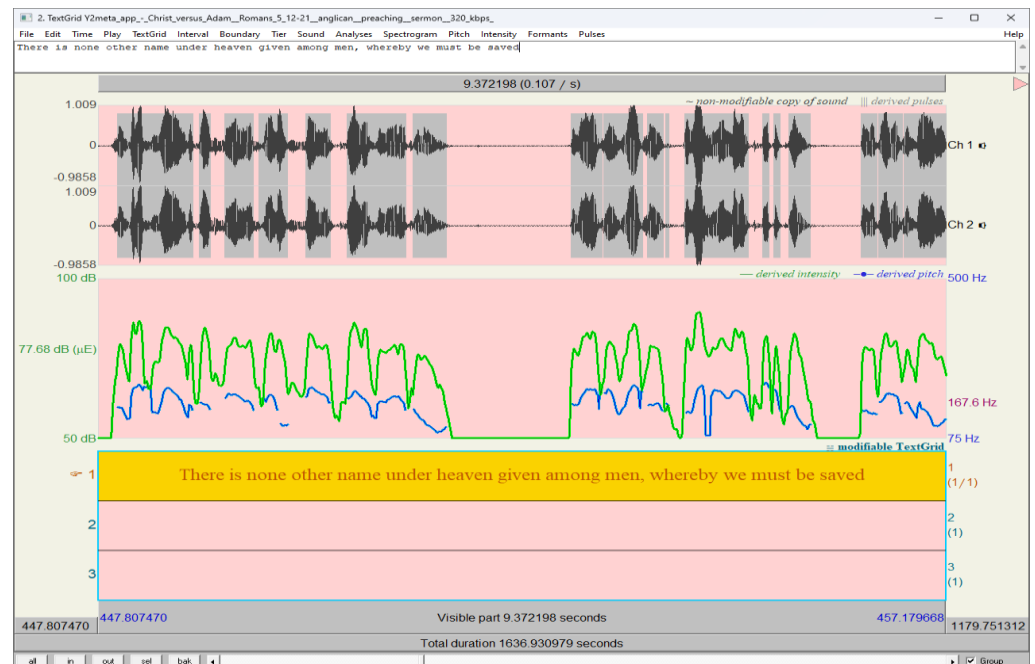 2. TextGrid Y2meta_app_-_Christ_versus_Adam__Romans_5_12-21__anglican_preaching_sermon__320_kbps_
File Edit Time Play TextGrid Interval Boundary Tier Sound Analyses Spectrogram Pitch Intensity Formants Pulses Help
There is none other name under heaven given among men, whereby we must be saved
9.372198 (0.107 / s)
~ non-modifiable copy of sound ||| derived pulses
1.009
0 Ch 1
-0.9858
1.009
0 Ch 2
-0.9858
— derived intensity —●— derived pitch
100 dB 500 Hz
77.68 dB (µE)
167.6 Hz
50 dB 75 Hz
modifiable TextGrid
1 There is none other name under heaven given among men, whereby we must be saved 1
(1/1)
2 2
(1)
3 3
(1)
447.807470 Visible part 9.372198 seconds 457.179668
447.807470 1179.751312
Total duration 1636.930979 seconds
all in out sel bak Group